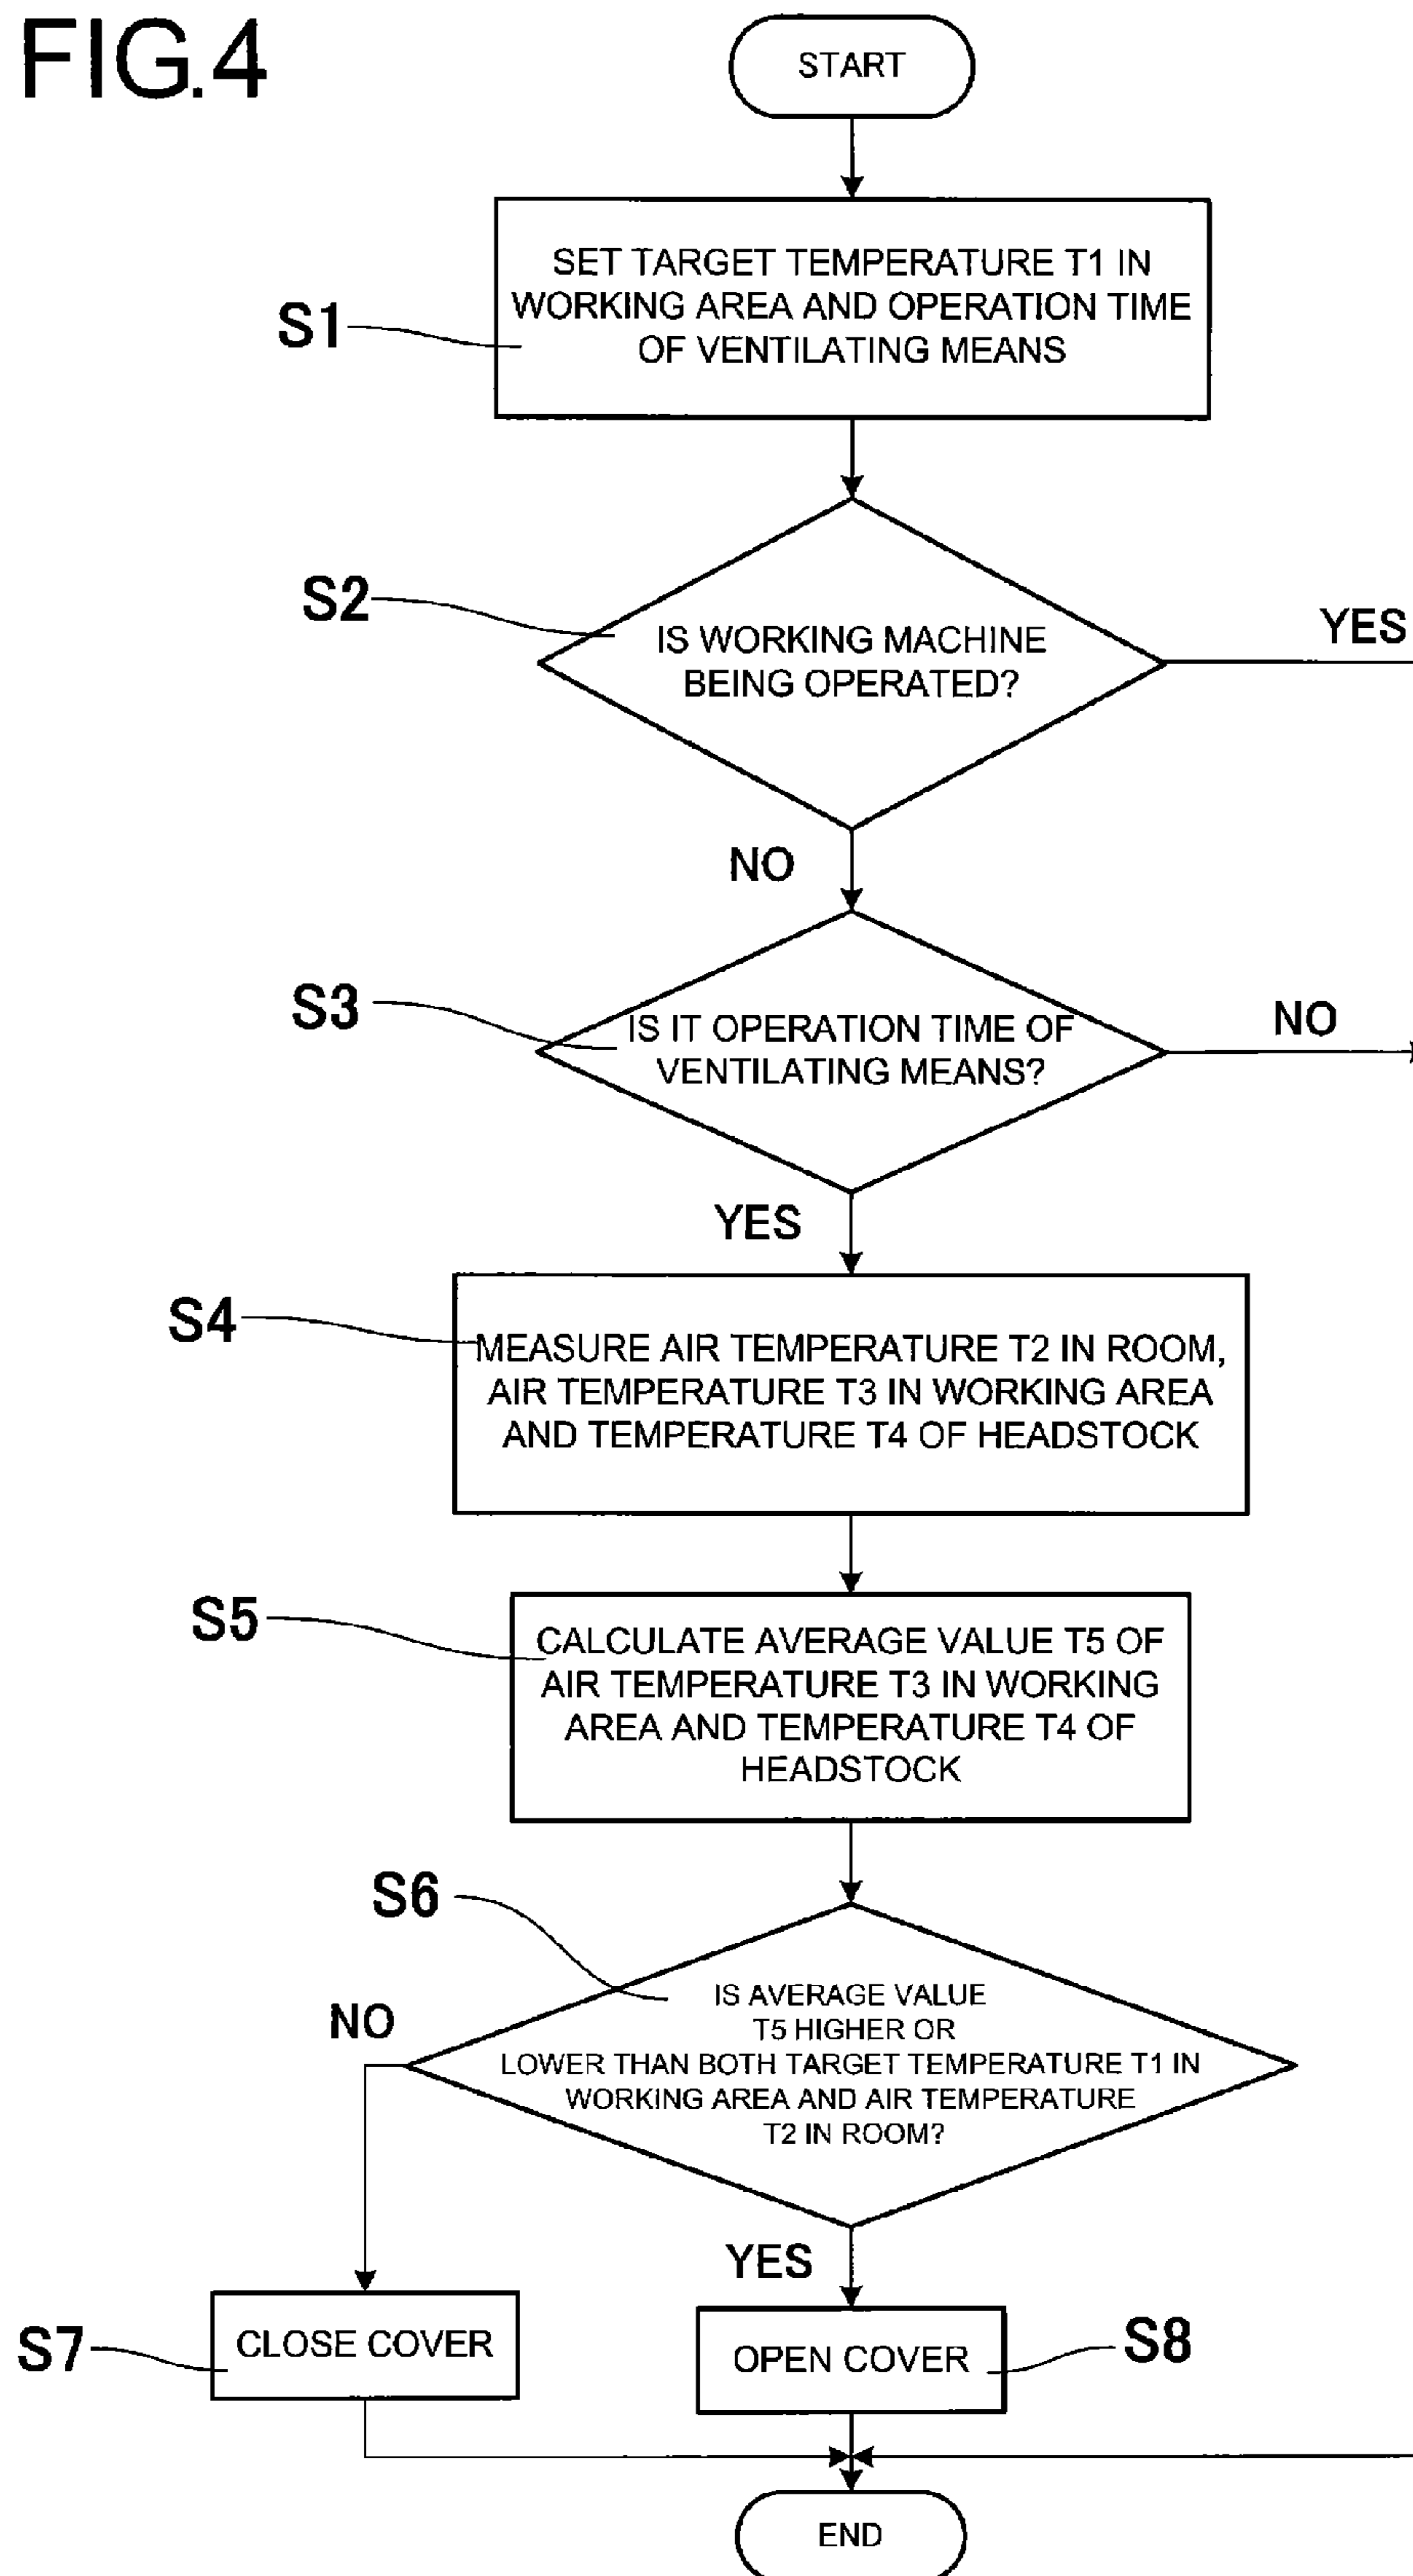 FIG.4
START
S1
SET TARGET TEMPERATURE T1 IN
WORKING AREA AND OPERATION TIME
OF VENTILATING MEANS
S2
IS WORKING MACHINE
BEING OPERATED?
YES
NO
S3
IS IT OPERATION TIME OF
VENTILATING MEANS?
NO
YES
S4
MEASURE AIR TEMPERATURE T2 IN ROOM,
AIR TEMPERATURE T3 IN WORKING AREA
AND TEMPERATURE T4 OF HEADSTOCK
S5
CALCULATE AVERAGE VALUE T5 OF
AIR TEMPERATURE T3 IN WORKING
AREA AND TEMPERATURE T4 OF
HEADSTOCK
S6
IS AVERAGE VALUE
T5 HIGHER OR
LOWER THAN BOTH TARGET TEMPERATURE T1 IN
WORKING AREA AND AIR TEMPERATURE
T2 IN ROOM?
NO
YES
S7
CLOSE COVER
OPEN COVER
S8
END